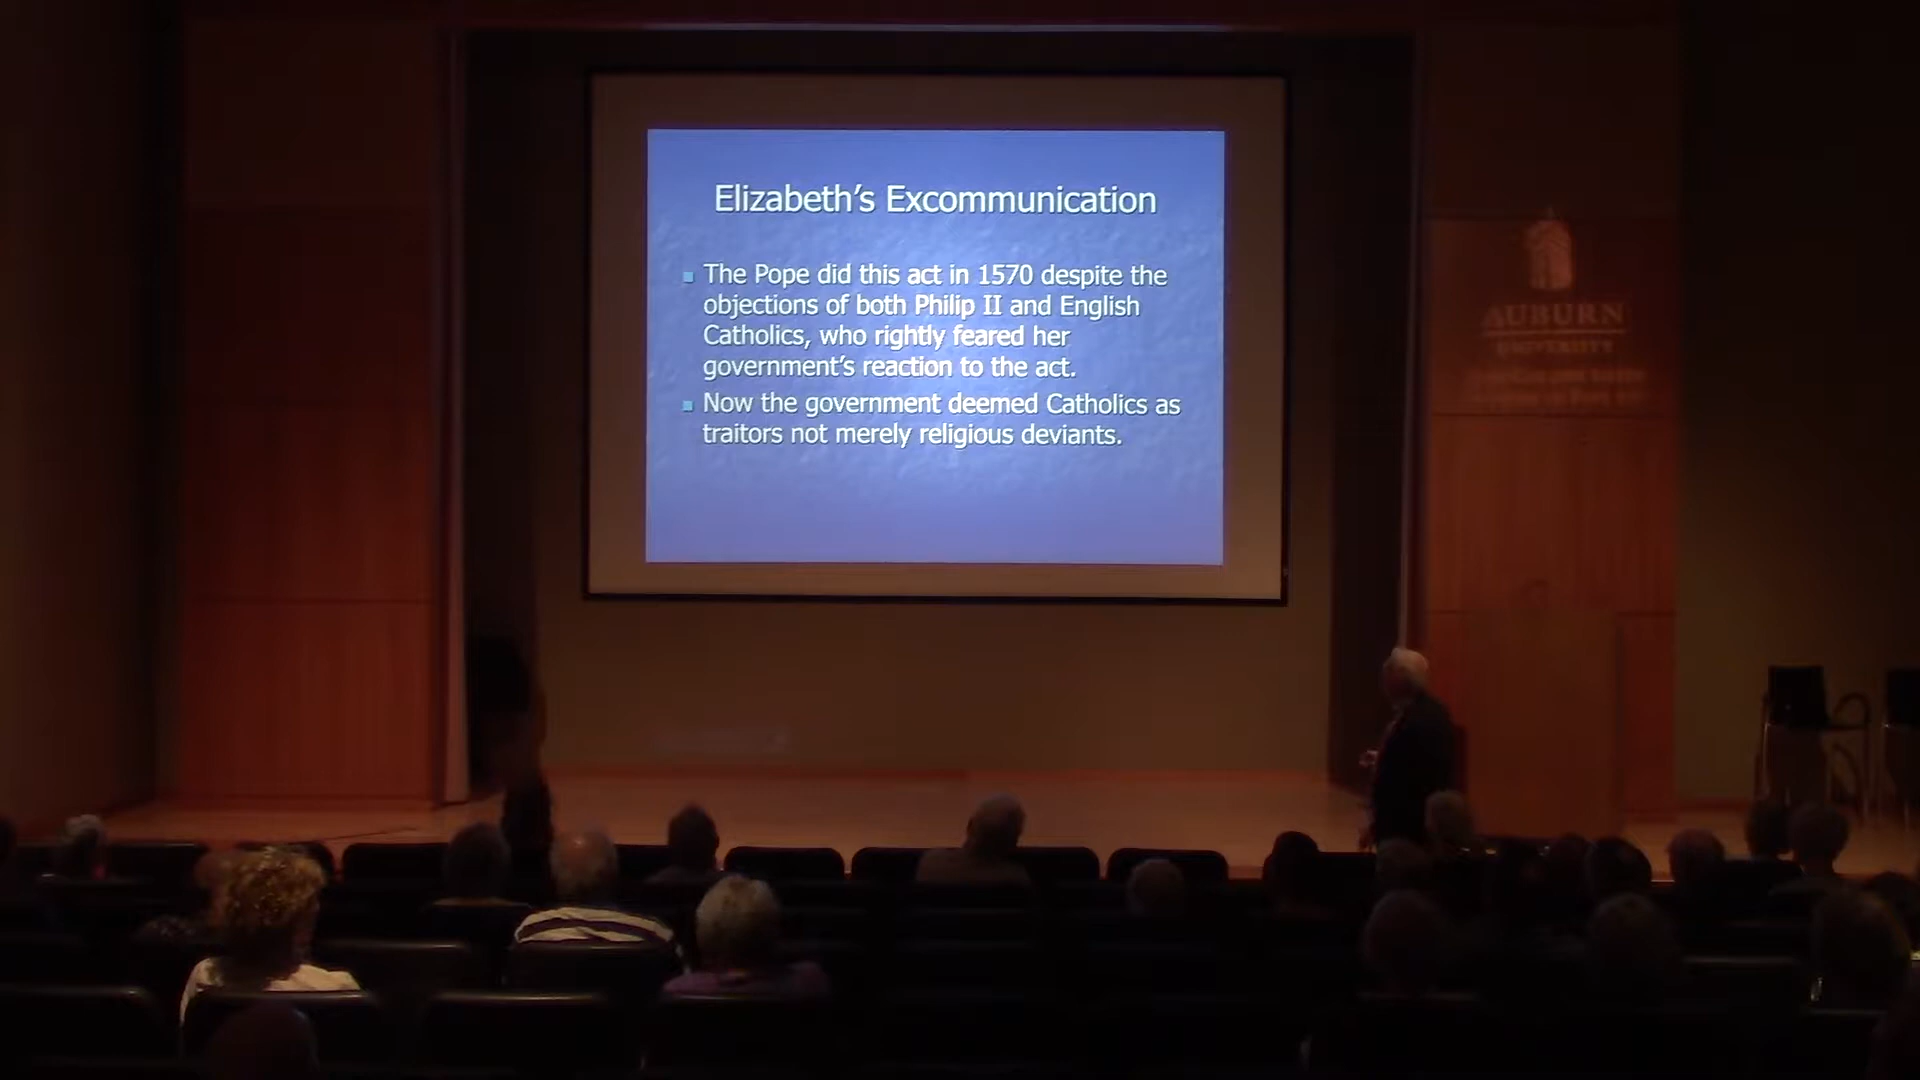 Elizabeth’s Excommunication
The Pope did this act in 1570 despite the
objections of both Philip II and English
Catholics, who rightly feared her
government’s reaction to the act.
Now the government deemed Catholics as
traitors not merely religious deviants.
AUBURN
UNIVERSITY